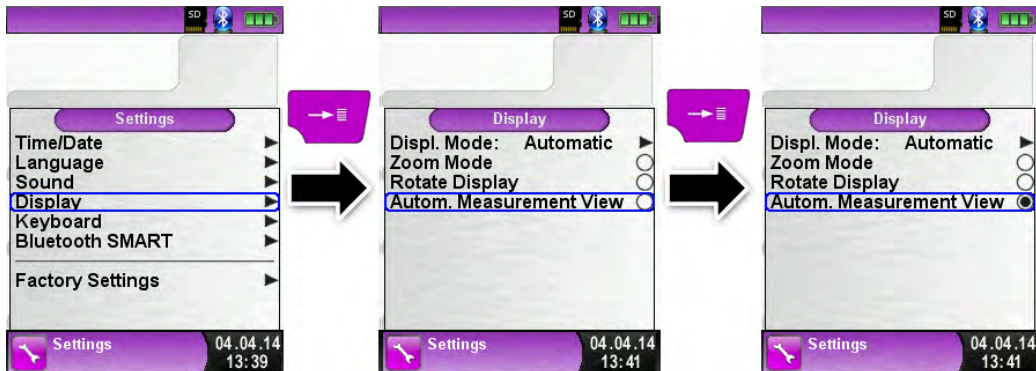 SD
Settings
Time/Date
Language
Sound
Display
Keyboard
Bluetooth SMART
Factory Settings
Settings
04.04.14
13:39
SD
Display
Displ. Mode: Automatic
Zoom Mode
Rotate Display
Autom. Measurement View
Settings
04.04.14
13:41
SD
Display
Displ. Mode: Automatic
Zoom Mode
Rotate Display
Autom. Measurement View
Settings
04.04.14
13:41